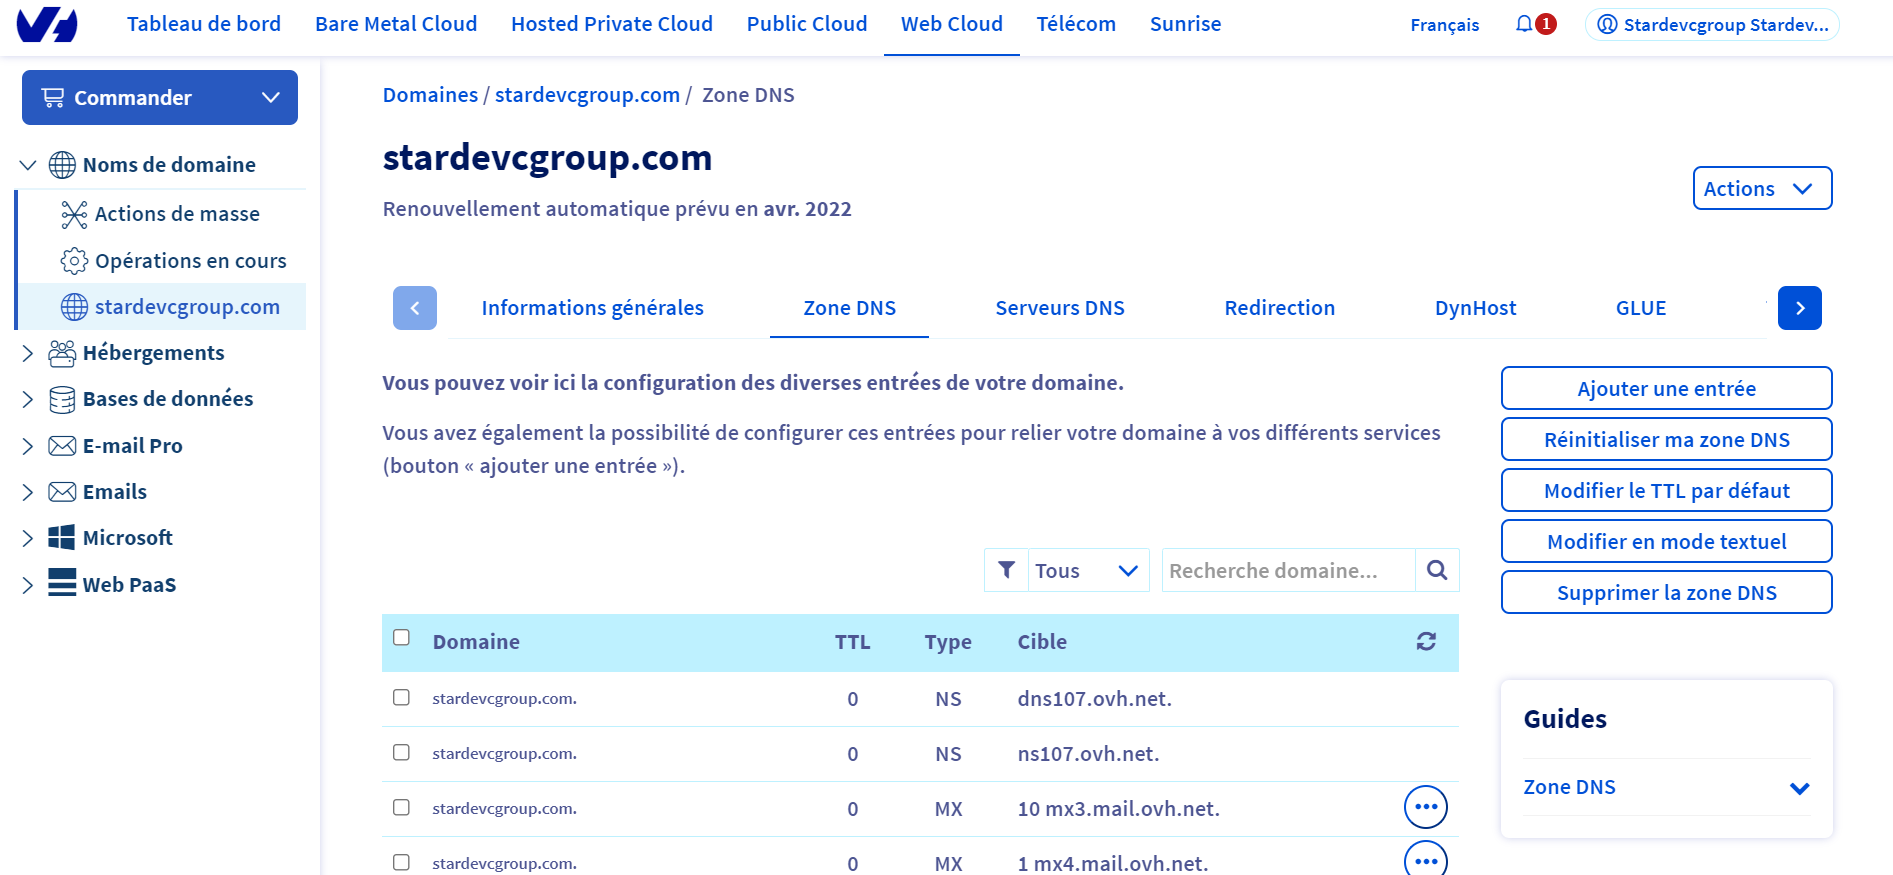 Tableau de bord Bare Metal Cloud Hosted Private Cloud Public Cloud Web Cloud Télécom Sunrise Français 1 Stardevcgroup Stardev...
Commander
Noms de domaine
Actions de masse
Opérations en cours
stardevcgroup.com
Hébergements
Bases de données
E-mail Pro
Emails
Microsoft
Web PaaS
Domaines / stardevcgroup.com / Zone DNS
stardevcgroup.com
Renouvellement automatique prévu en avr. 2022
Actions
Informations générales Zone DNS Serveurs DNS Redirection DynHost GLUE
Vous pouvez voir ici la configuration des diverses entrées de votre domaine.
Vous avez également la possibilité de configurer ces entrées pour relier votre domaine à vos différents services
(bouton « ajouter une entrée »).
Ajouter une entrée
Réinitialiser ma zone DNS
Modifier le TTL par défaut
Modifier en mode textuel
Supprimer la zone DNS
Tous Recherche domaine...
Domaine TTL Type Cible
stardevcgroup.com. 0 NS dns107.ovh.net.
stardevcgroup.com. 0 NS ns107.ovh.net.
stardevcgroup.com. 0 MX 10 mx3.mail.ovh.net.
stardevcgroup.com. 0 MX 1 mx4.mail.ovh.net.
Guides
Zone DNS